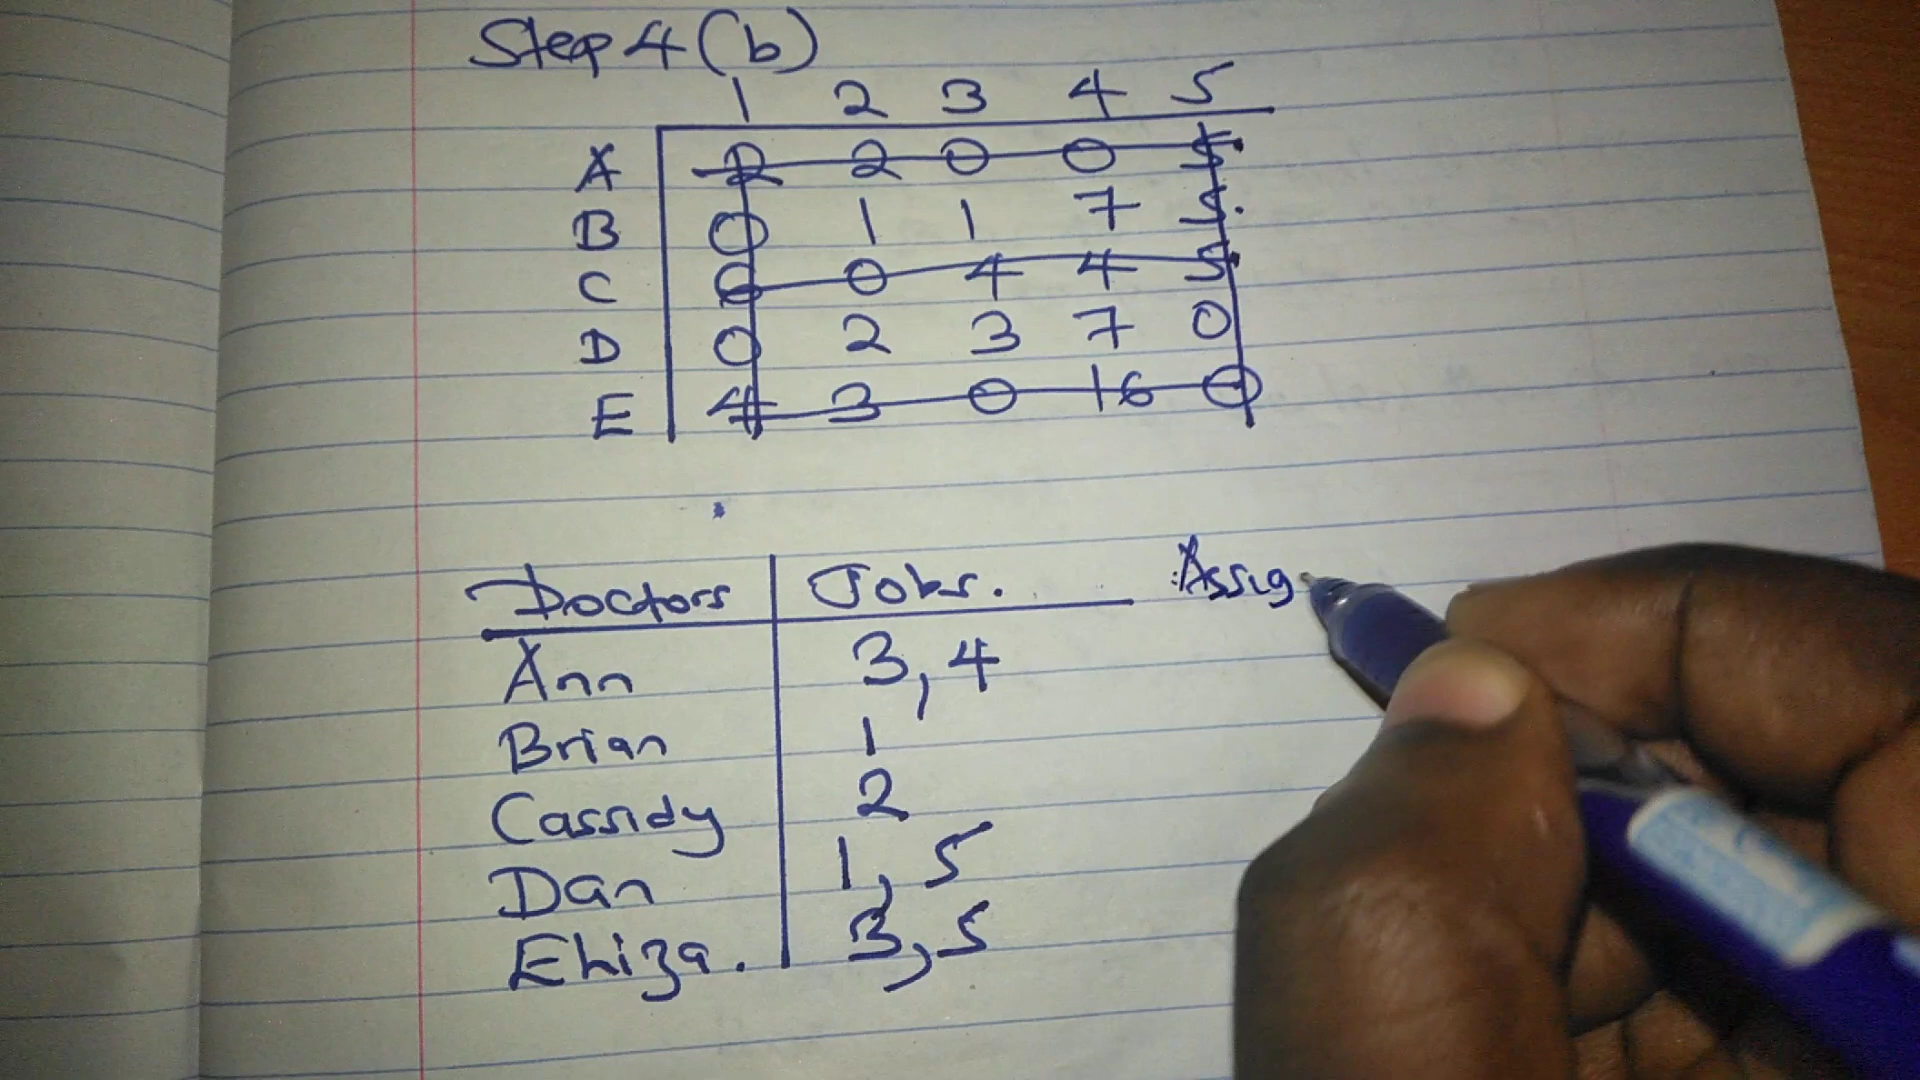 Step 4 (b)
1 2 3 4 5
A 2 2 0 0 5
B 0 1 1 7 5
C 0 0 4 4 5
D 0 2 3 7 0
E 4 3 0 16 0
Doctors Jobs. Assig
Ann 3, 4
Brian 1
Cassidy 2
Dan 1, 5
Eliza. 3, 5